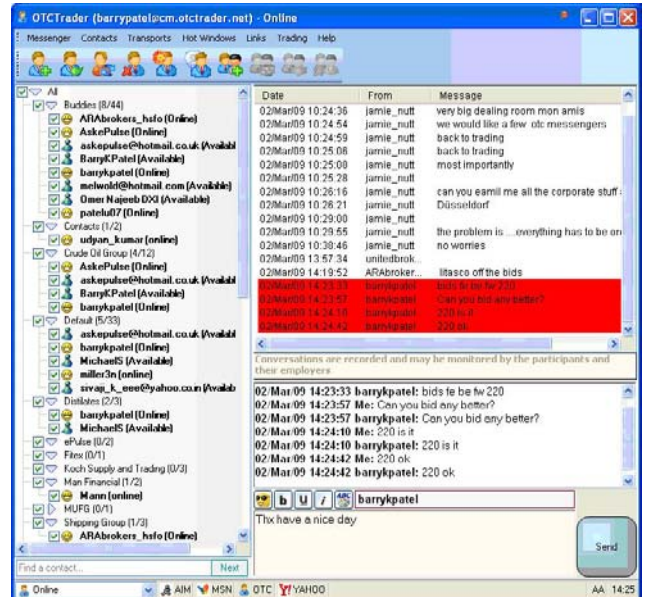 OTCTrader (barrypatel@cm.otctrader.net) - Online
Messenger Contacts Transports Hot Windows Links Trading Help
All
Buddies (8/44)
ARAbrokers_hsfo (Online)
AskePulse (Online)
askepulse@hotmail.co.uk (Availabl
BarryKPatel (Available)
barrykpatel (Online)
melwold@hotmail.com (Available)
Omer Najeeb DXI (Available)
patelu07 (Online)
Contacts (1/2)
udyan_kumar (online)
Crude Oil Group (4/12)
AskePulse (Online)
askepulse@hotmail.co.uk (Availabl
BarryKPatel (Available)
barrykpatel (Online)
Default (5/33)
askepulse@hotmail.co.uk (Availabl
barrykpatel (Online)
MichaelS (Available)
miller3n (online)
sivaji_k_eee@yahoo.co.in (Availab
Distilates (2/3)
barrykpatel (Online)
MichaelS (Available)
ePulse (0/2)
Fitex (0/1)
Koch Supply and Trading (0/3)
Man Financial (1/2)
Mann (online)
MUFG (0/1)
Shipping Group (1/3)
ARAbrokers_hsfo (Online)
Find a contact... Next
Date From Message
02/Mar/09 10:24:36 jamie_nutt very big dealing room mon amis
02/Mar/09 10:24:54 jamie_nutt we would like a few otc messengers
02/Mar/09 10:24:59 jamie_nutt back to trading
02/Mar/09 10:25:06 jamie_nutt back to trading
02/Mar/09 10:25:08 jamie_nutt most importantly
02/Mar/09 10:25:28 jamie_nutt
02/Mar/09 10:26:16 jamie_nutt can you eamil me all the corporate stuff
02/Mar/09 10:26:21 jamie_nutt Düsseldorf
02/Mar/09 10:29:00 jamie_nutt
02/Mar/09 10:29:55 jamie_nutt the problem is ....everything has to be on
02/Mar/09 10:38:46 jamie_nutt no worries
02/Mar/09 13:57:34 unitedbrok...
02/Mar/09 14:19:52 ARAbroker... litasco off the bids
02/Mar/09 14:23:33 barrykpatel bids fe be fw 220
02/Mar/09 14:23:57 barrykpatel Can you bid any better?
02/Mar/09 14:24:10 barrykpatel 220 is it
02/Mar/09 14:24:42 barrykpatel 220 ok
Conversations are recorded and may be monitored by the participants and
their employers
02/Mar/09 14:23:33 barrykpatel: bids fe be fw 220
02/Mar/09 14:23:57 Me: Can you bid any better?
02/Mar/09 14:23:57 barrykpatel: Can you bid any better?
02/Mar/09 14:24:10 Me: 220 is it
02/Mar/09 14:24:10 barrykpatel: 220 is it
02/Mar/09 14:24:42 Me: 220 ok
02/Mar/09 14:24:42 barrykpatel: 220 ok
b U i ABC barrykpatel
Thx have a nice day
Send
Online AIM MSN OTC Y! YAHOO AA 14:25